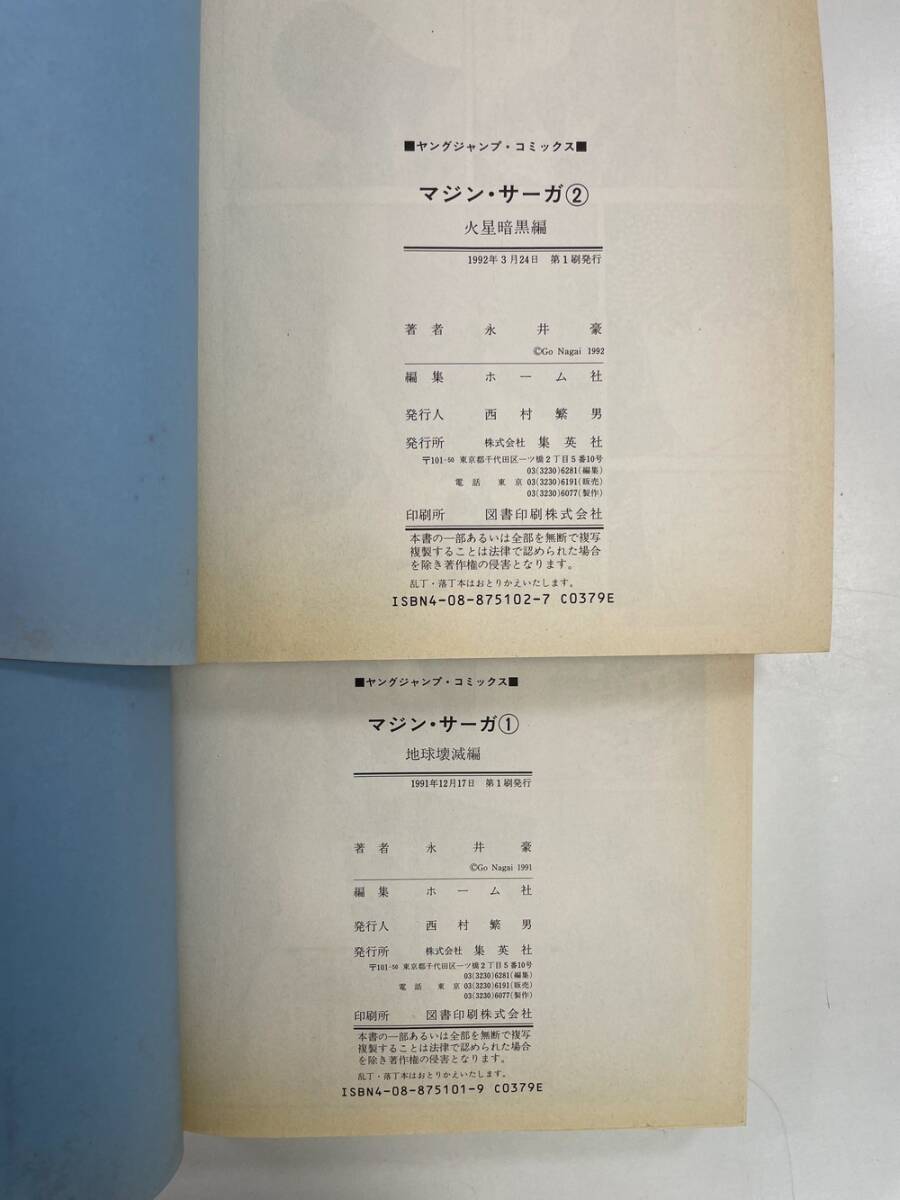 ■ヤングジャンプ・コミックス■
マジン・サーガ②
火星暗黒編
1992年3月24日 第1刷発行
著者 永井豪
©Go Nagai 1992
編集 ホーム社
発行人 西村繁男
発行所 株式会社 集英社
〒101-50 東京都千代田区一ツ橋2丁目5番10号
03(3230)6281(編集)
電話 東京 03(3230)6191(販売)
03(3230)6077(製作)
印刷所 図書印刷株式会社
本書の一部あるいは全部を無断で複写
複製することは法律で認められた場合
を除き著作権の侵害となります。
乱丁・落丁本はおとりかえいたします。
ISBN4-08-875102-7 C0379E
■ヤングジャンプ・コミックス■
マジン・サーガ①
地球壊滅編
1991年12月17日 第1刷発行
著者 永井豪
©Go Nagai 1991
編集 ホーム社
発行人 西村繁男
発行所 株式会社 集英社
〒101-50 東京都千代田区一ツ橋2丁目5番10号
03(3230)6281(編集)
電話 東京 03(3230)6191(販売)
03(3230)6077(製作)
印刷所 図書印刷株式会社
本書の一部あるいは全部を無断で複写
複製することは法律で認められた場合
を除き著作権の侵害となります。
乱丁・落丁本はおとりかえいたします。
ISBN4-08-875101-9 C0379E